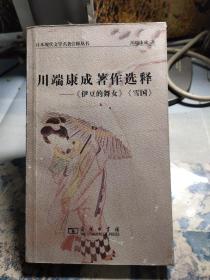 日本现代文学名著注释丛书
川端康成著作选释
——《伊豆的舞女》《雪国》
商务印书馆